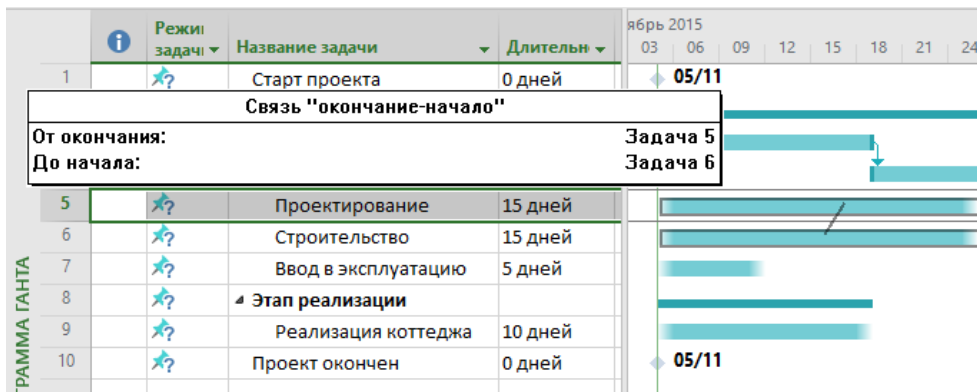 Режи
задачи
Название задачи
Длительн
ябрь 2015
03 06 09 12 15 18 21 24
1 Старт проекта 0 дней 05/11
Связь "окончание-начало"
От окончания: Задача 5
До начала: Задача 6
5 Проектирование 15 дней
6 Строительство 15 дней
7 Ввод в эксплуатацию 5 дней
8 Этап реализации
9 Реализация коттеджа 10 дней
10 Проект окончен 0 дней 05/11
ГРАММА ГАНТА